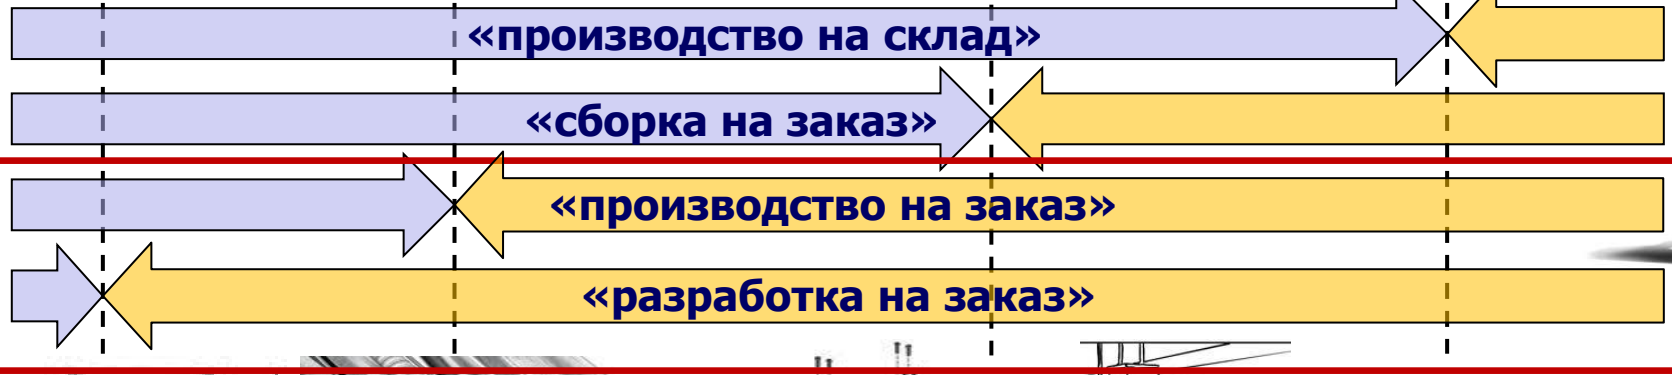 «производство на склад»
«сборка на заказ»
«производство на заказ»
«разработка на заказ»